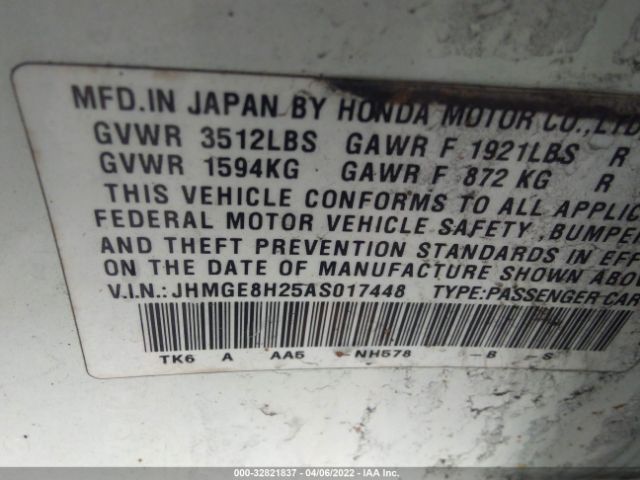 MFD.IN JAPAN BY HONDA MOTOR CO.,LTD
GVWR 3512LBS GAWR F 1921LBS R
GVWR 1594KG GAWR F 872 KG R
THIS VEHICLE CONFORMS TO ALL APPLIC
FEDERAL MOTOR VEHICLE SAFETY ,BUMPE
AND THEFT PREVENTION STANDARDS IN EFF
ON THE DATE OF MANUFACTURE SHOWN ABOV
V.I.N.: JHMGE8H25AS017448 TYPE:PASSENGER CAR
TK6 A AA5 NH578 -B S
000-32821837 - 04/06/2022 - IAA Inc.